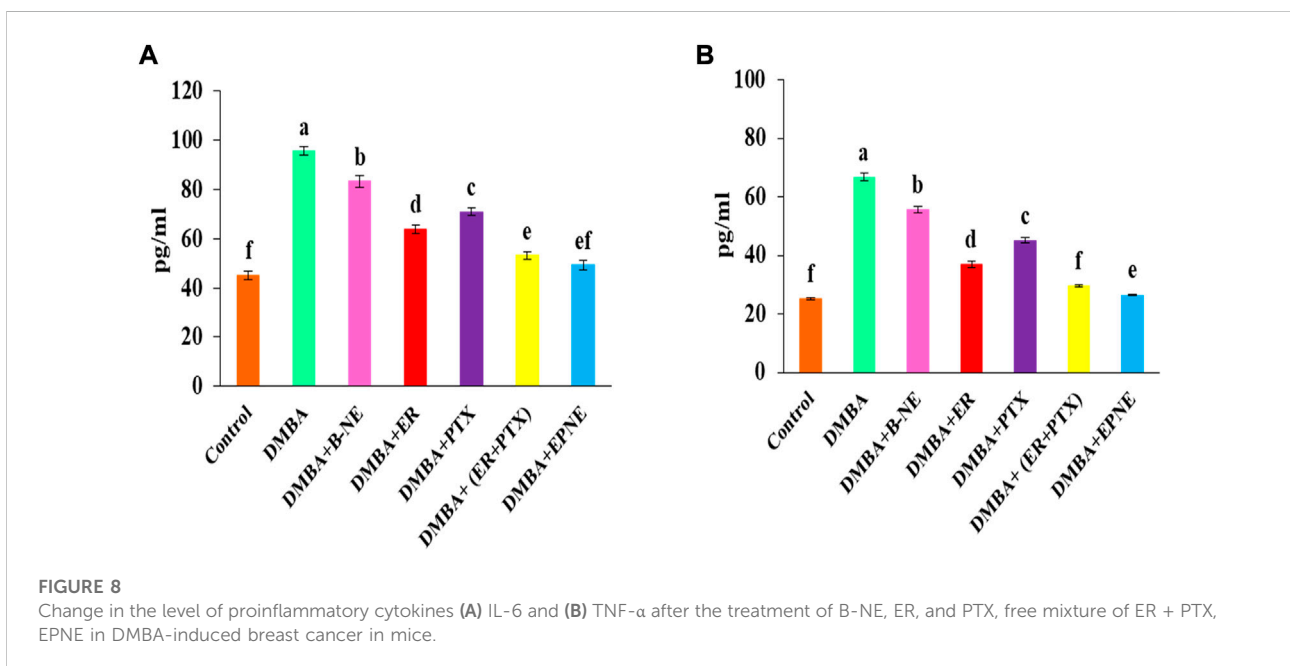 A
120
100
80
60
40
20
0
pg/ml
f
a
b
d
c
e
ef
Control
DMBA
DMBA+B-NE
DMBA+ER
DMBA+PTX
DMBA+ (ER+PTX)
DMBA+EPNE
B
100
80
60
40
20
0
pg/ml
f
a
b
d
c
f
e
Control
DMBA
DMBA+B-NE
DMBA+ER
DMBA+PTX
DMBA+ (ER+PTX)
DMBA+EPNE
FIGURE 8
Change in the level of proinflammatory cytokines (A) IL-6 and (B) TNF-α after the treatment of B-NE, ER, and PTX, free mixture of ER + PTX,
EPNE in DMBA-induced breast cancer in mice.